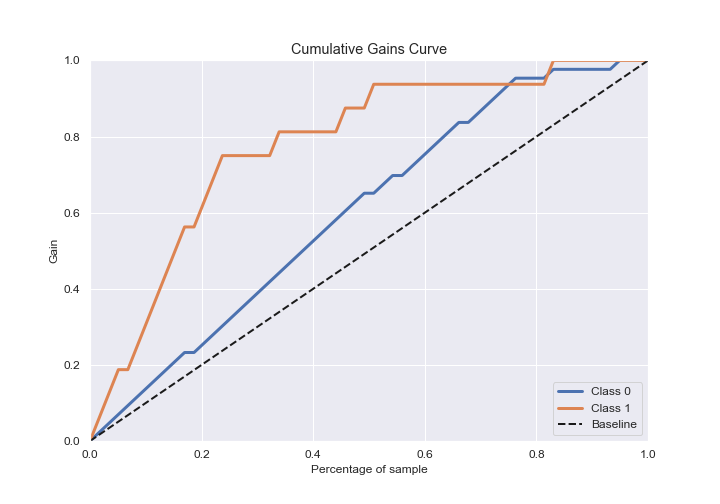 Cumulative Gains Curve
1.0
0.8
0.6
0.4
0.2
0.0
Gain
0.0 0.2 0.4 0.6 0.8 1.0
Percentage of sample
Class 0
Class 1
Baseline